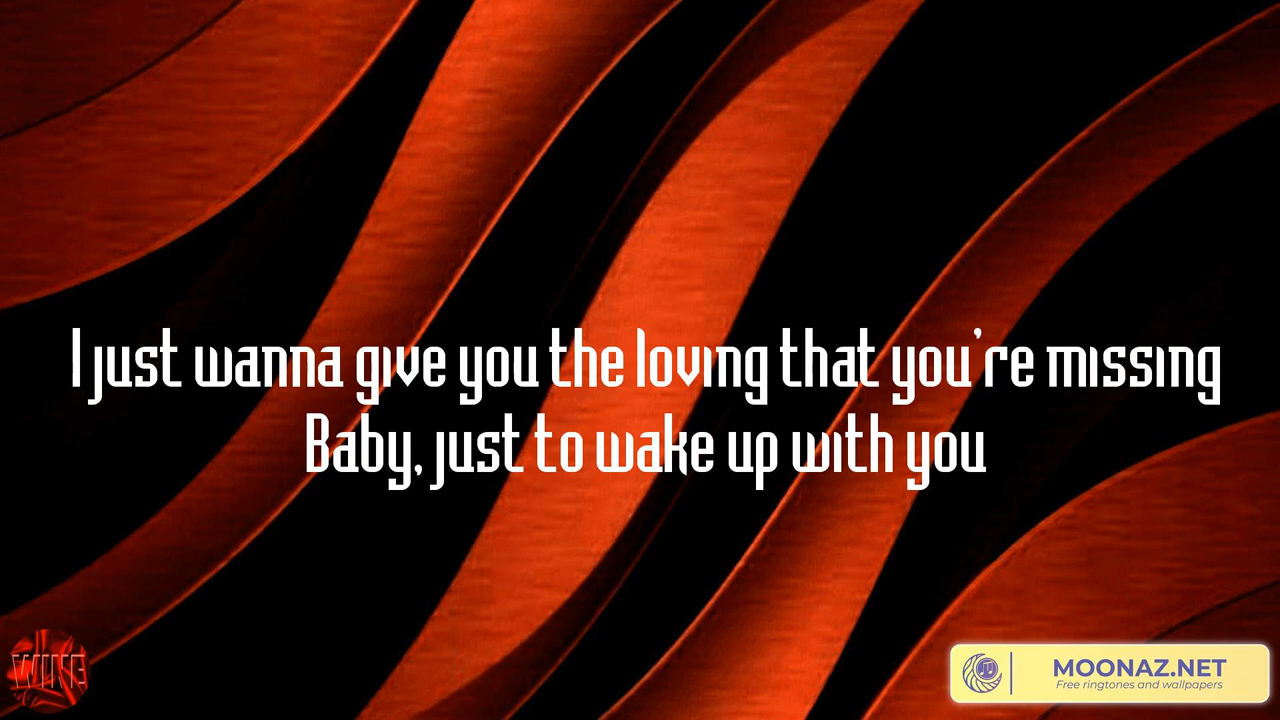 I just wanna give you the loving that you're missing
Baby, just to wake up with you
WING
MOONAZ.NET
Free ringtones and wallpapers